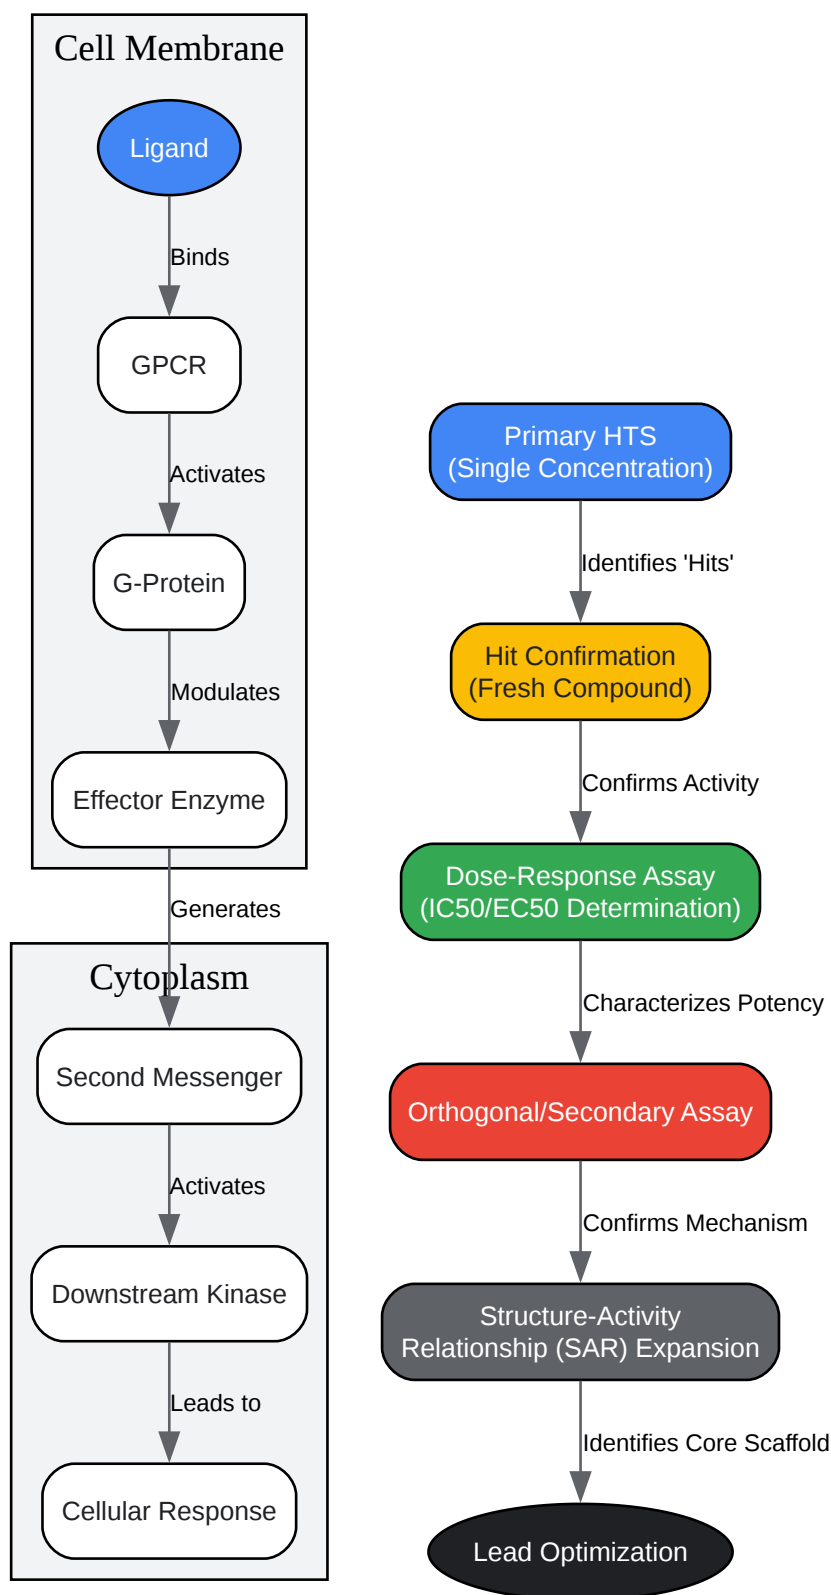 Cell Membrane
Ligand
Binds
GPCR
Activates
G-Protein
Modulates
Effector Enzyme
Generates
Cytoplasm
Second Messenger
Activates
Downstream Kinase
Leads to
Cellular Response
Primary HTS
(Single Concentration)
Identifies 'Hits'
Hit Confirmation
(Fresh Compound)
Confirms Activity
Dose-Response Assay
(IC50/EC50 Determination)
Characterizes Potency
Orthogonal/Secondary Assay
Confirms Mechanism
Structure-Activity
Relationship (SAR) Expansion
Identifies Core Scaffold
Lead Optimization